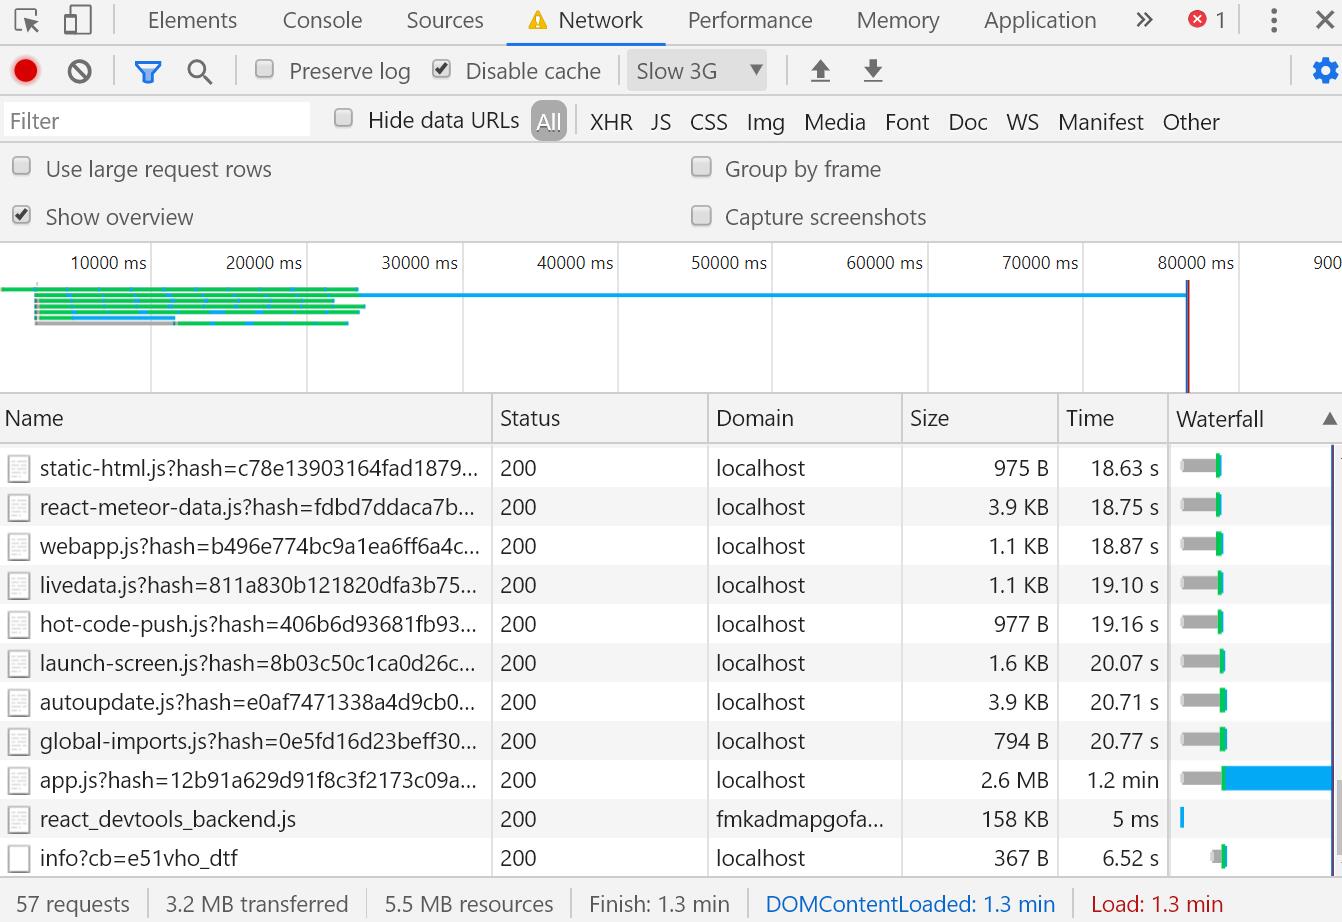 Elements Console Sources Network Performance Memory Application » 1
Preserve log Disable cache Slow 3G
Filter Hide data URLs All XHR JS CSS Img Media Font Doc WS Manifest Other
Use large request rows Group by frame
Show overview Capture screenshots
10000 ms 20000 ms 30000 ms 40000 ms 50000 ms 60000 ms 70000 ms 80000 ms 900
Name Status Domain Size Time Waterfall
static-html.js?hash=c78e13903164fad1879... 200 localhost 975 B 18.63 s
react-meteor-data.js?hash=fdbd7ddaca7b... 200 localhost 3.9 KB 18.75 s
webapp.js?hash=b496e774bc9a1ea6ff6a4c... 200 localhost 1.1 KB 18.87 s
livedata.js?hash=811a830b121820dfa3b75... 200 localhost 1.1 KB 19.10 s
hot-code-push.js?hash=406b6d93681fb93... 200 localhost 977 B 19.16 s
launch-screen.js?hash=8b03c50c1ca0d26c... 200 localhost 1.6 KB 20.07 s
autoupdate.js?hash=e0af7471338a4d9cb0... 200 localhost 3.9 KB 20.71 s
global-imports.js?hash=0e5fd16d23beff30... 200 localhost 794 B 20.77 s
app.js?hash=12b91a629d91f8c3f2173c09a... 200 localhost 2.6 MB 1.2 min
react_devtools_backend.js 200 fmkadmapgofa... 158 KB 5 ms
info?cb=e51vho_dtf 200 localhost 367 B 6.52 s
57 requests 3.2 MB transferred 5.5 MB resources Finish: 1.3 min DOMContentLoaded: 1.3 min Load: 1.3 min